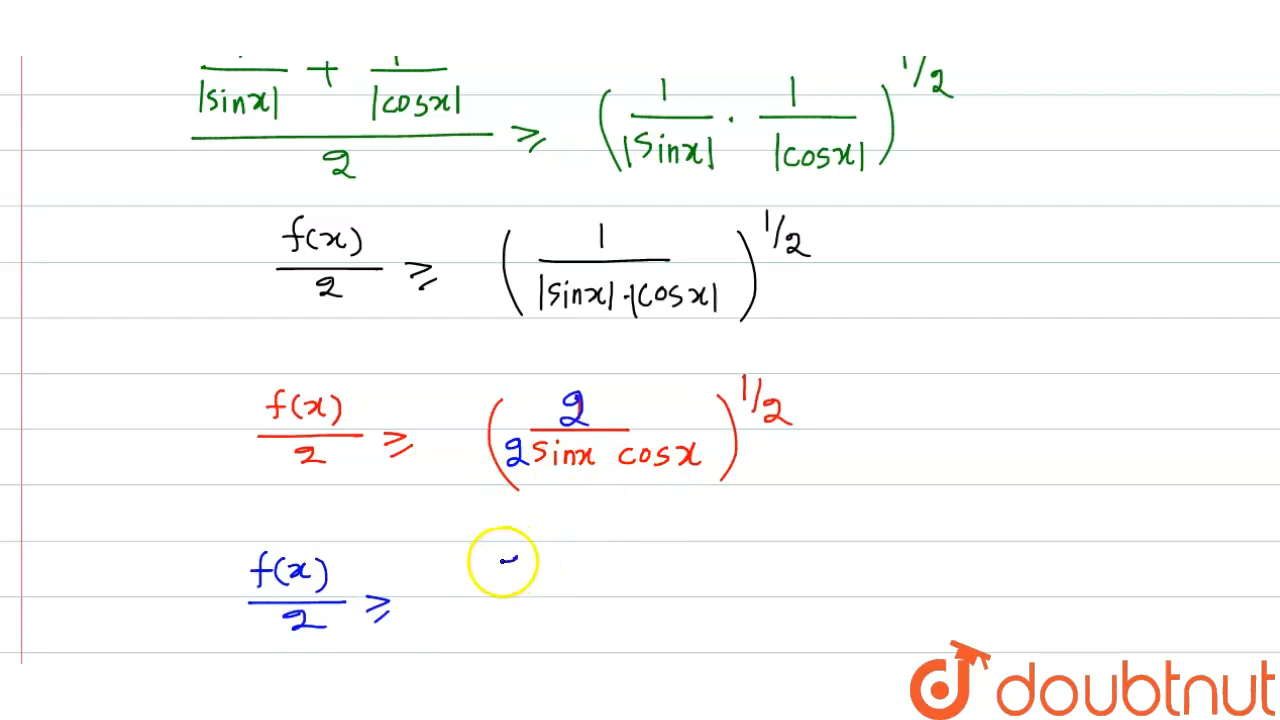 1/|sinx| + 1/|cosx| / 2 ≥ (1/|sinx| · 1/|cosx|)^1/2
f(x)/2 ≥ (1/|sinx|·|cosx|)^1/2
f(x)/2 ≥ (2/2sinx cosx)^1/2
f(x)/2 ≥
doubtnut